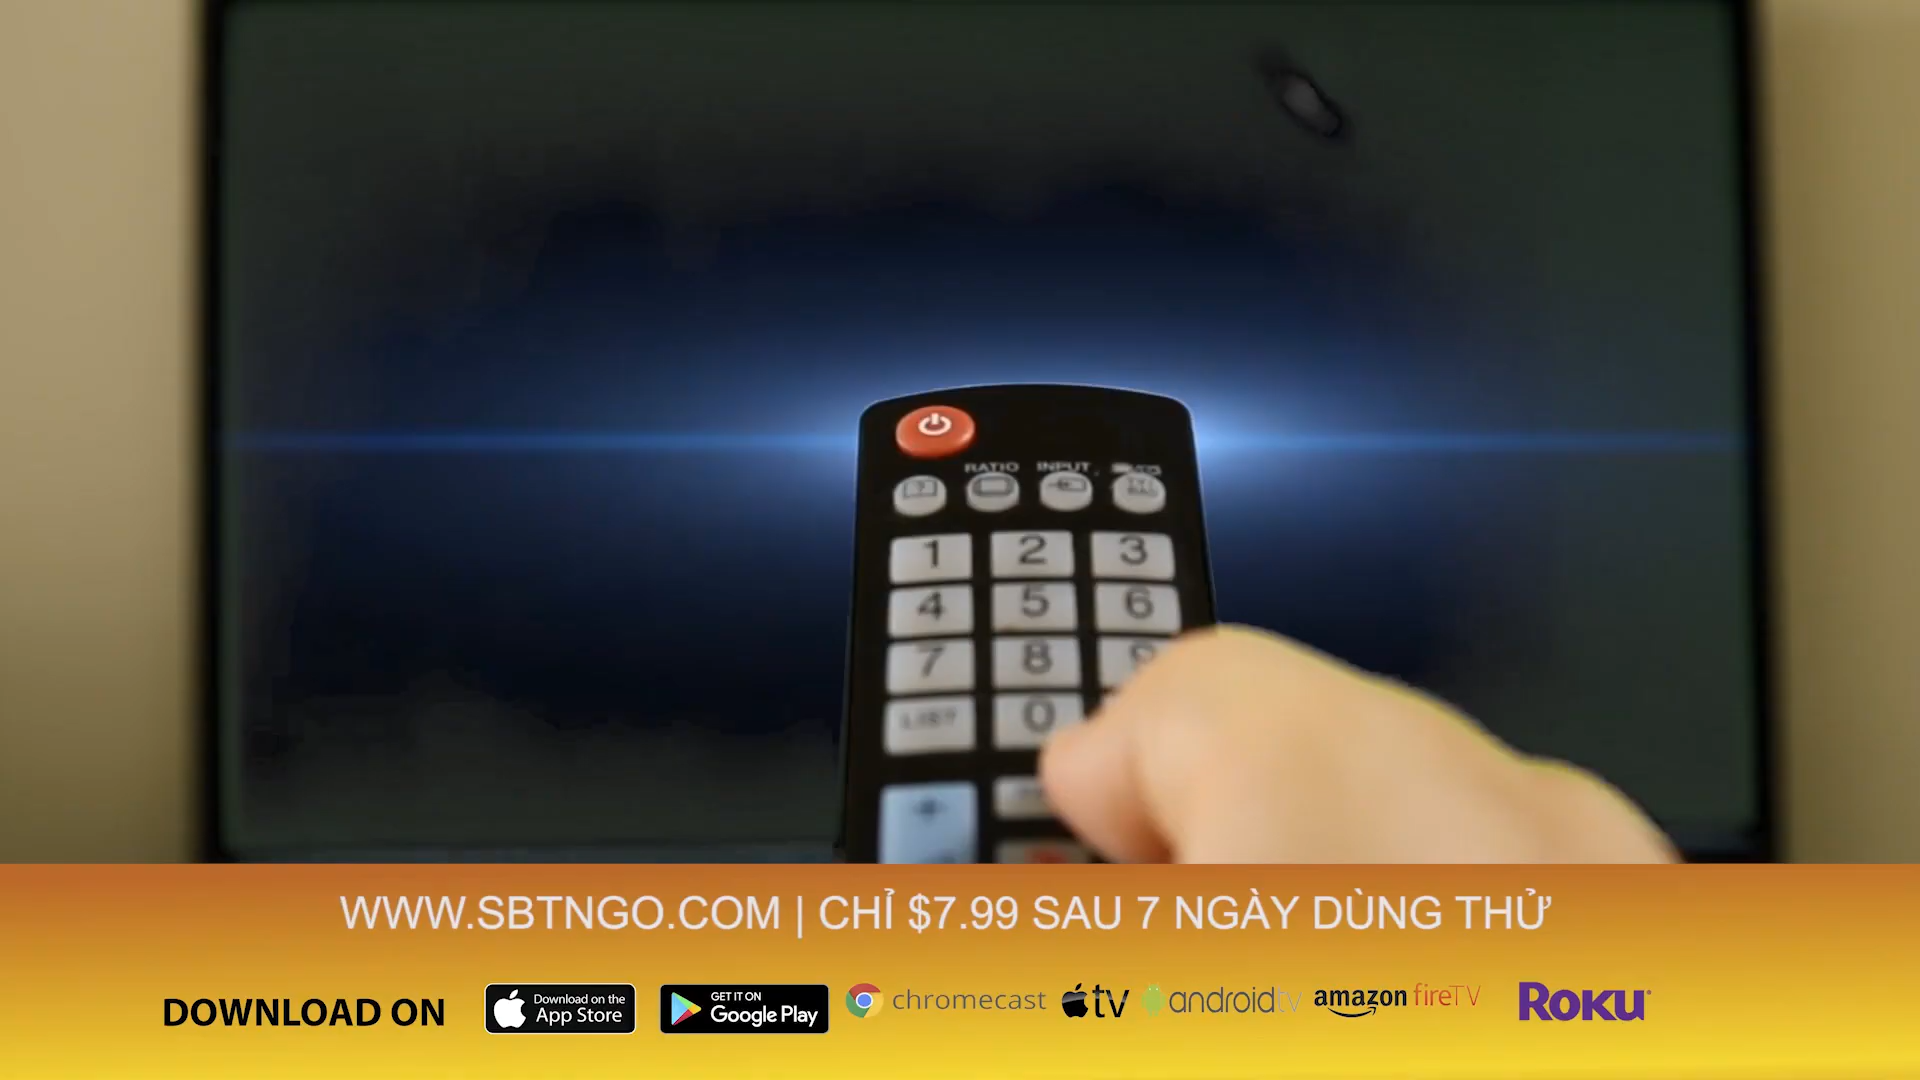 RATIO INPUT
1 2 3
4 5 6
7 8 9
LIST 0
WWW.SBTNGO.COM | CHỈ $7.99 SAU 7 NGÀY DÙNG THỬ
DOWNLOAD ON
Download on the
App Store
GET IT ON
Google Play
chromecast
tv
androidtv
amazon fireTV
ROKU